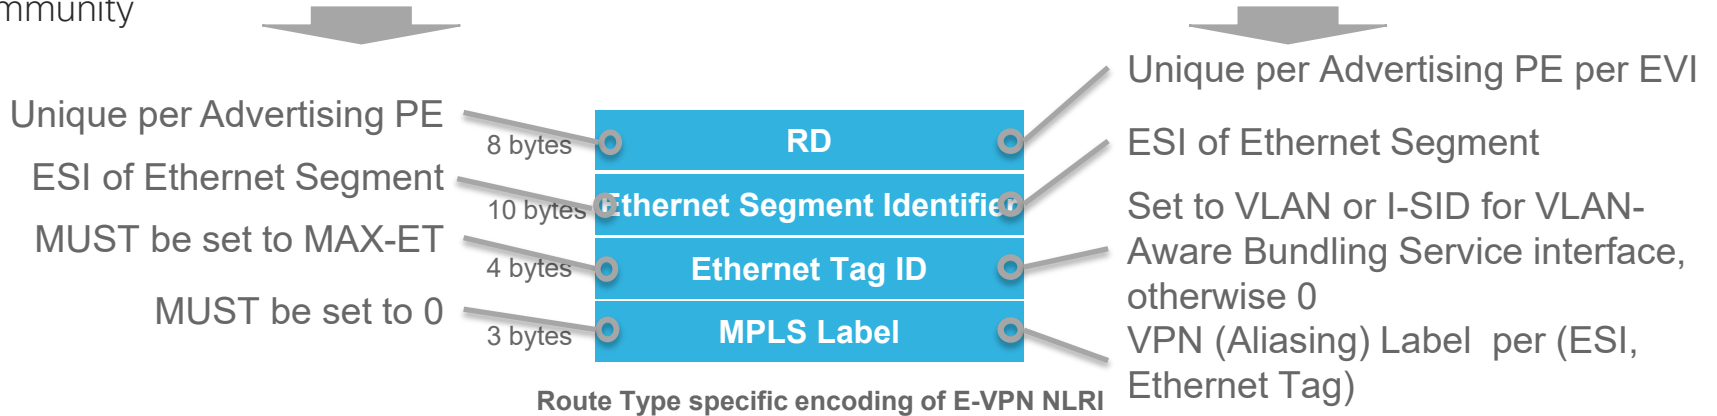 mmunity
Unique per Advertising PE
ESI of Ethernet Segment
MUST be set to MAX-ET
MUST be set to 0
8 bytes
10 bytes
4 bytes
3 bytes
RD
Ethernet Segment Identifier
Ethernet Tag ID
MPLS Label
Route Type specific encoding of E-VPN NLRI
Unique per Advertising PE per EVI
ESI of Ethernet Segment
Set to VLAN or I-SID for VLAN-
Aware Bundling Service interface,
otherwise 0
VPN (Aliasing) Label per (ESI,
Ethernet Tag)